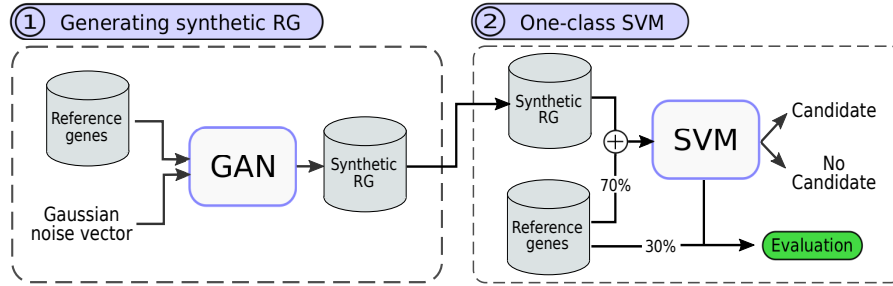 1 Generating synthetic RG
Reference
genes
Gaussian
noise vector
GAN
Synthetic
RG
2 One-class SVM
Synthetic
RG
Reference
genes
+
70%
30%
SVM
Candidate
No
Candidate
Evaluation